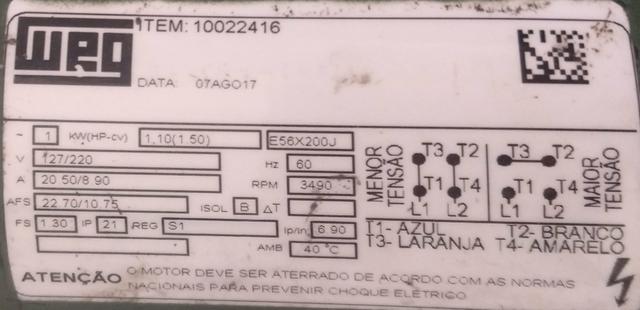 WEG
ITEM: 10022416
DATA: 07AGO17
~ 1 KW(HP-cv) 1,10(1.50) E56X200J
V 127/220 Hz 60
A 20.50/8.90 RPM 3490
AFS 22.70/10.75 ISOL B ΔT
FS 1.30 IP 21 REG S1 Ip/In 6.90
AMB 40 °C
MENOR TENSÃO
T3 T2
T1 T4
L1 L2
T3 T2
T1 T4
L1 L2
MAIOR TENSÃO
T1- AZUL T2- BRANCO
T3- LARANJA T4- AMARELO
ATENÇÃO O MOTOR DEVE SER ATERRADO DE ACORDO COM AS NORMAS
NACIONAIS PARA PREVENIR CHOQUE ELÉTRICO